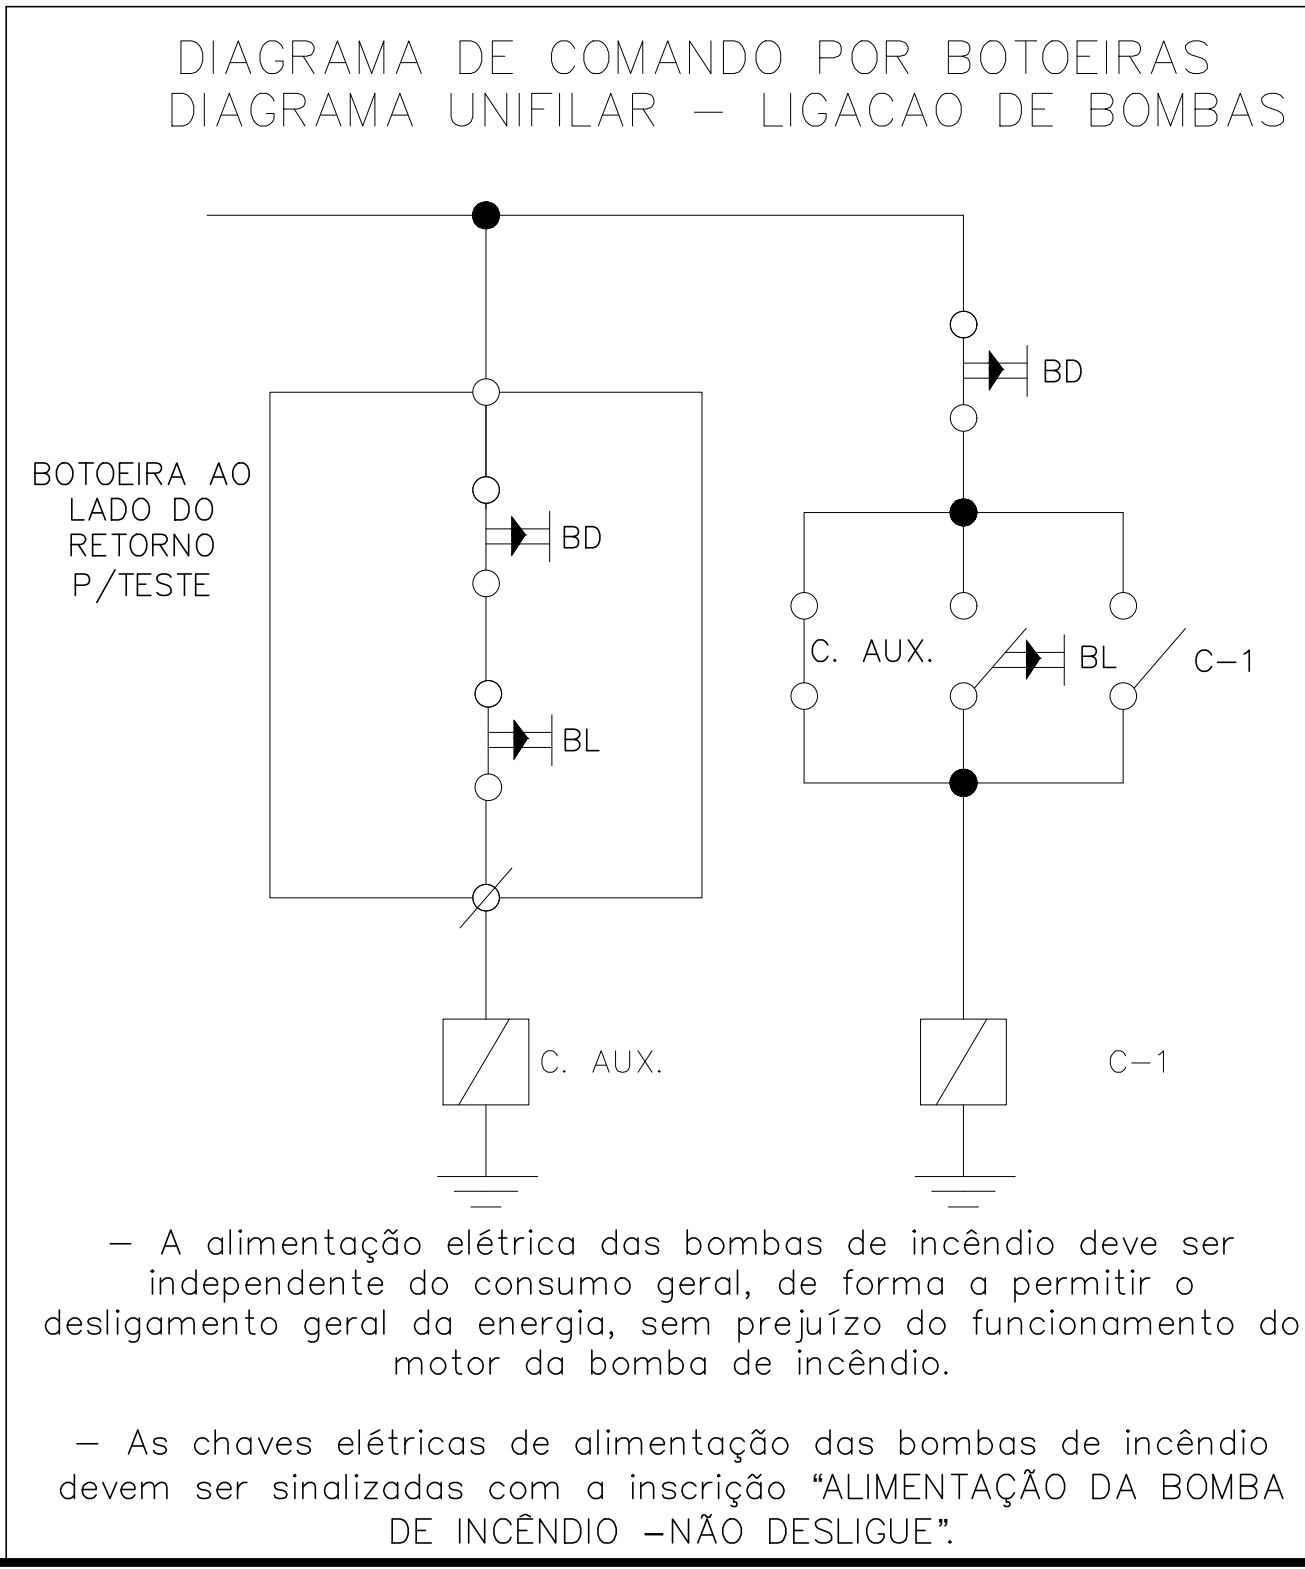 DIAGRAMA DE COMANDO POR BOTOEIRAS
DIAGRAMA UNIFILAR – LIGACAO DE BOMBAS
BD
BOTOEIRA AO
LADO DO
RETORNO
P/TESTE
BD
C. AUX.
BL
C–1
BL
C. AUX.
C–1
– A alimentação elétrica das bombas de incêndio deve ser
independente do consumo geral, de forma a permitir o
desligamento geral da energia, sem prejuízo do funcionamento do
motor da bomba de incêndio.
– As chaves elétricas de alimentação das bombas de incêndio
devem ser sinalizadas com a inscrição “ALIMENTAÇÃO DA BOMBA
DE INCÊNDIO –NÃO DESLIGUE”.